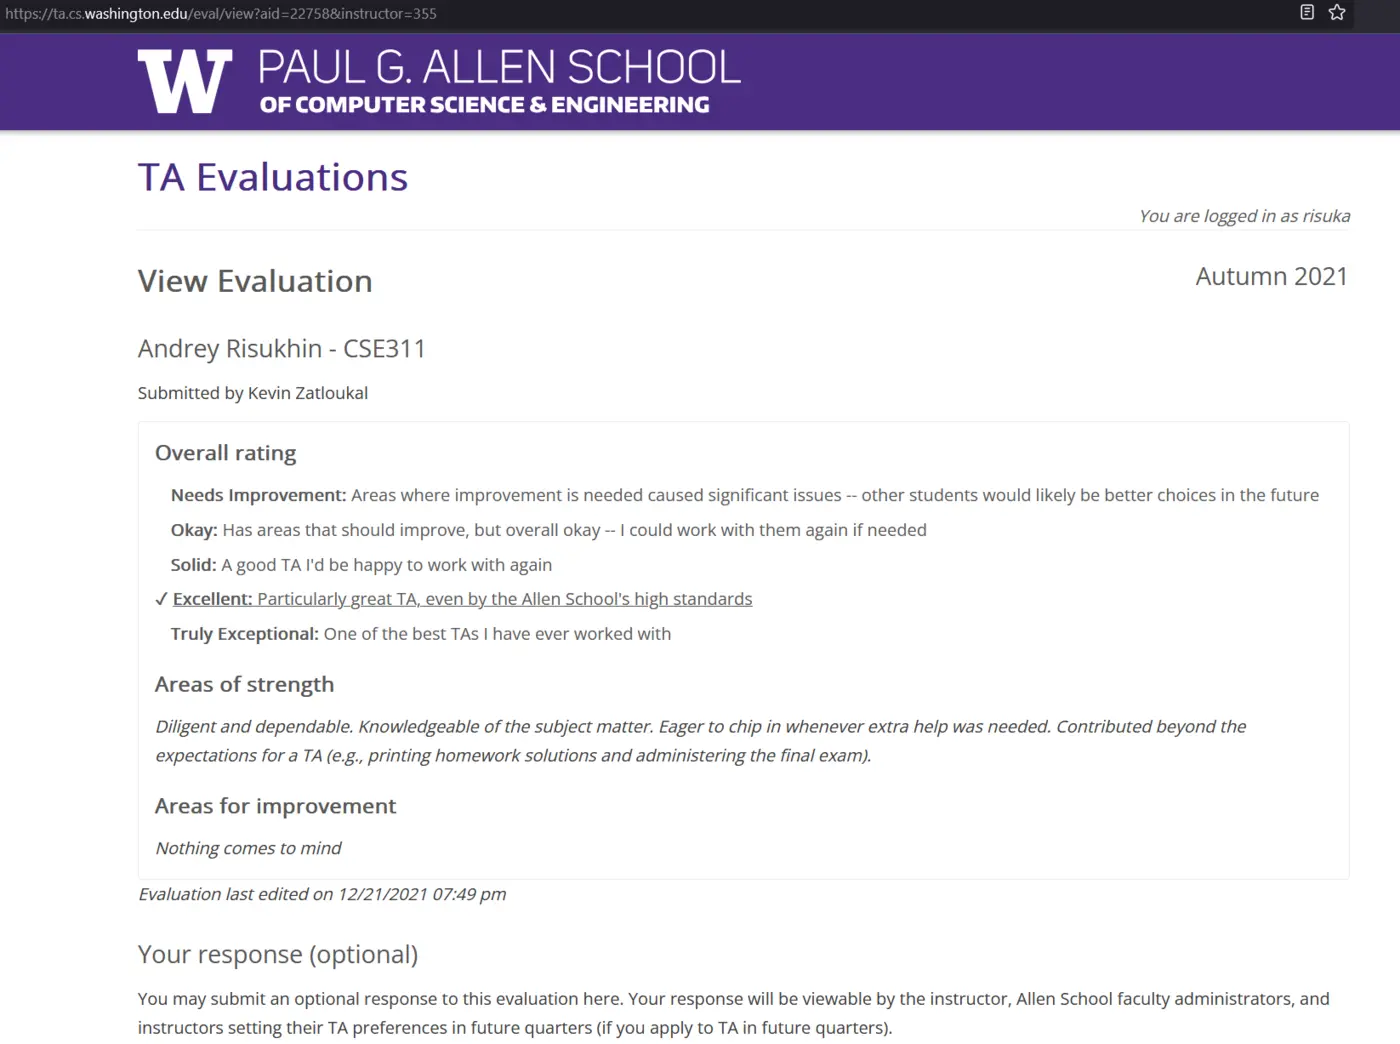 https://ta.cs.washington.edu/eval/view?aid=22758&instructor=355
W PAUL G. ALLEN SCHOOL
OF COMPUTER SCIENCE & ENGINEERING
TA Evaluations
You are logged in as risuka
View Evaluation
Autumn 2021
Andrey Risukhin - CSE311
Submitted by Kevin Zatloukal
Overall rating
Needs Improvement: Areas where improvement is needed caused significant issues -- other students would likely be better choices in the future
Okay: Has areas that should improve, but overall okay -- I could work with them again if needed
Solid: A good TA I'd be happy to work with again
✓ Excellent: Particularly great TA, even by the Allen School's high standards
Truly Exceptional: One of the best TAs I have ever worked with
Areas of strength
Diligent and dependable. Knowledgeable of the subject matter. Eager to chip in whenever extra help was needed. Contributed beyond the
expectations for a TA (e.g., printing homework solutions and administering the final exam).
Areas for improvement
Nothing comes to mind
Evaluation last edited on 12/21/2021 07:49 pm
Your response (optional)
You may submit an optional response to this evaluation here. Your response will be viewable by the instructor, Allen School faculty administrators, and
instructors setting their TA preferences in future quarters (if you apply to TA in future quarters).